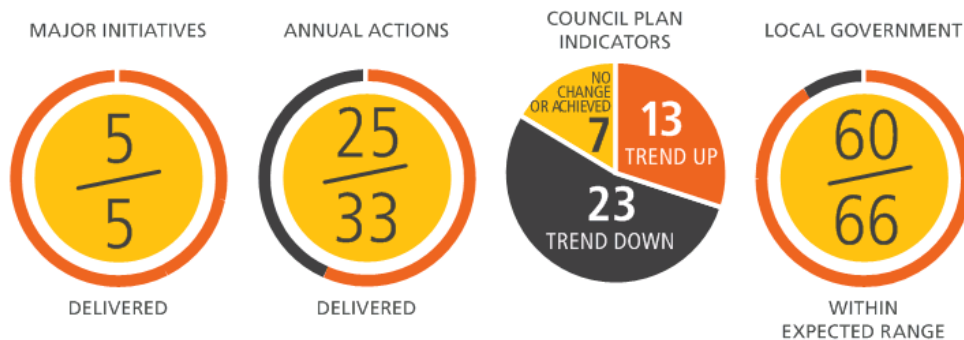 MAJOR INITIATIVES
5
5
DELIVERED
ANNUAL ACTIONS
25
33
DELIVERED
COUNCIL PLAN
INDICATORS
NO
CHANGE
OR ACHIEVED
7
13
TREND UP
23
TREND DOWN
LOCAL GOVERNMENT
60
66
WITHIN
EXPECTED RANGE